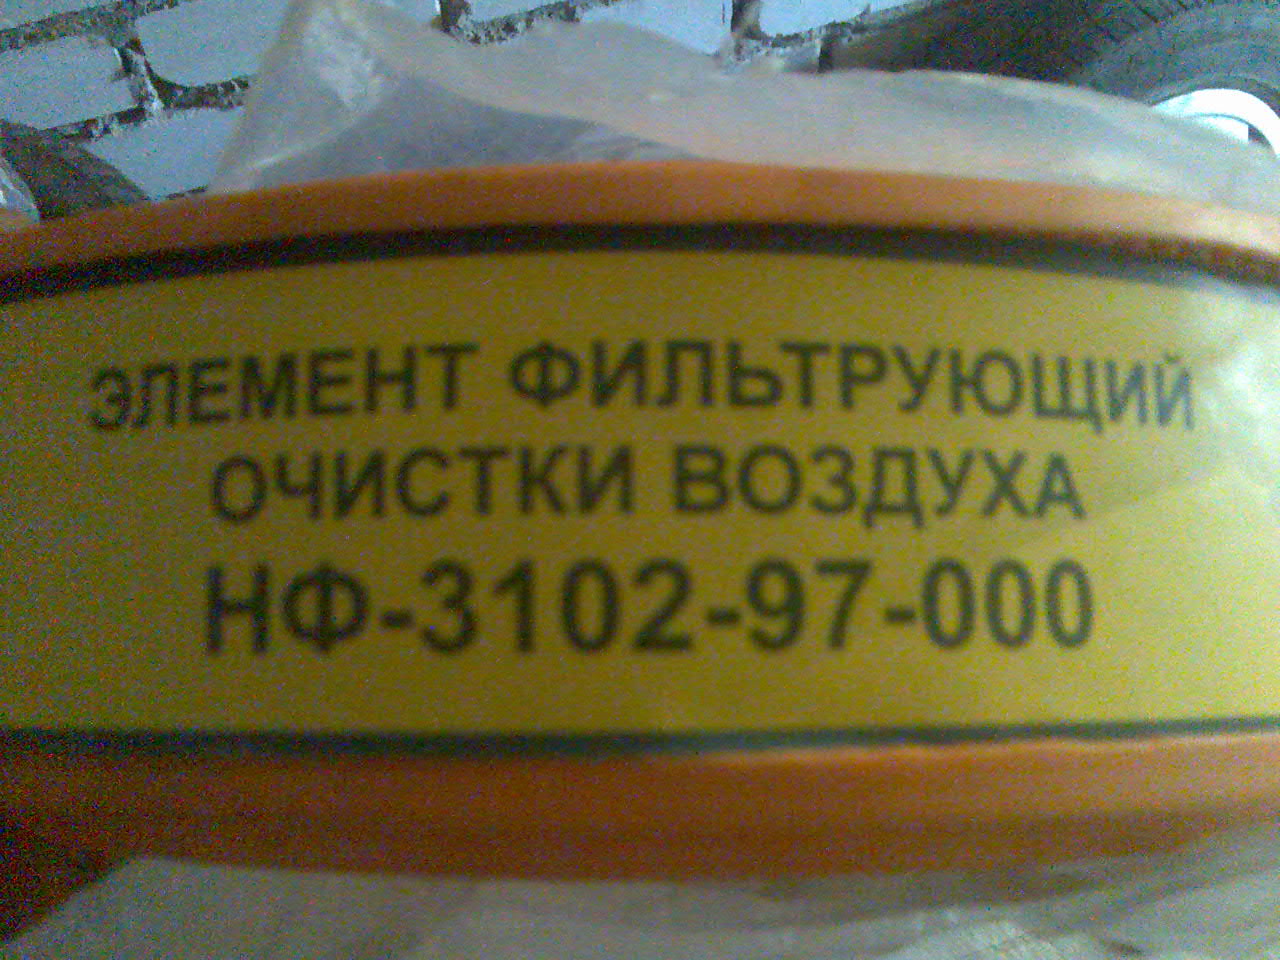 ЭЛЕМЕНТ ФИЛЬТРУЮЩИЙ
ОЧИСТКИ ВОЗДУХА
НФ-3102-97-000